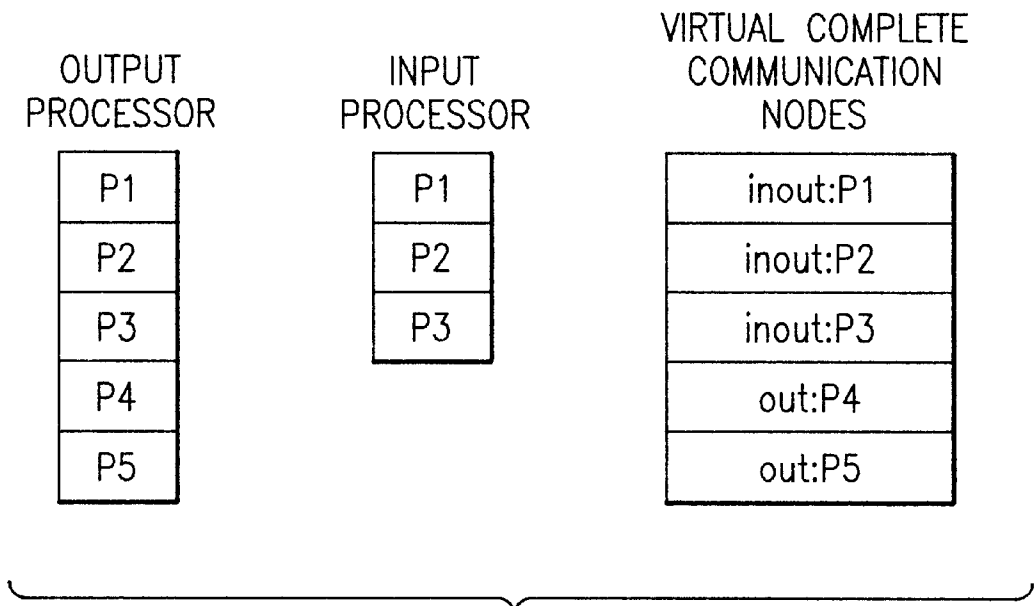 OUTPUT
PROCESSOR
P1
P2
P3
P4
P5
INPUT
PROCESSOR
P1
P2
P3
VIRTUAL COMPLETE
COMMUNICATION
NODES
inout:P1
inout:P2
inout:P3
out:P4
out:P5